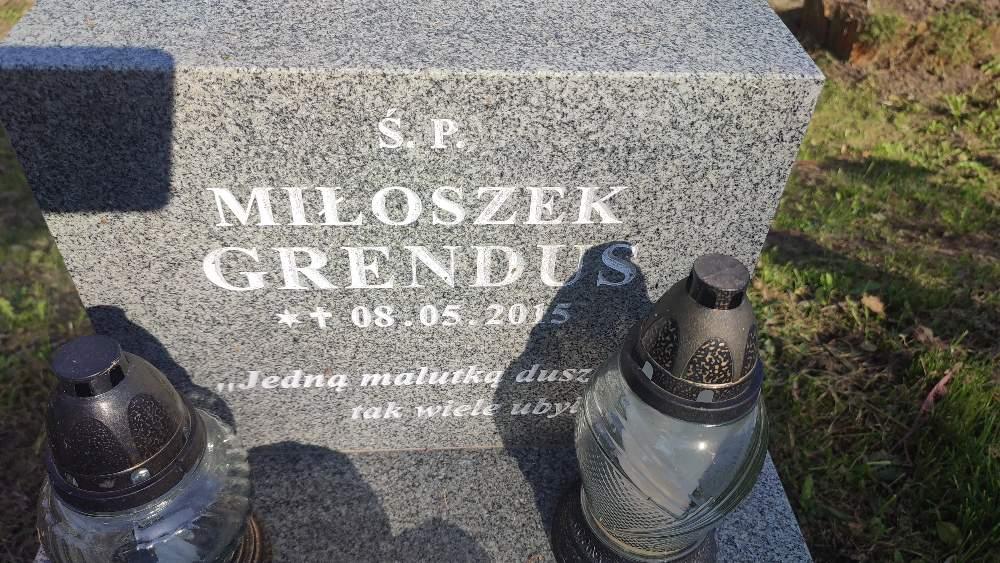 Ś. P.
MIŁOSZEK
GRENDUS
✶✝ 08.05.2015
„Jedną malutką
tak wiele